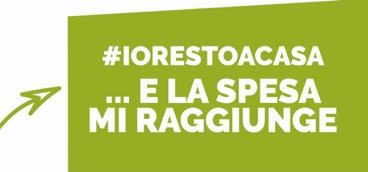 #IORESTOACASA
... E LA SPESA
MI RAGGIUNGE